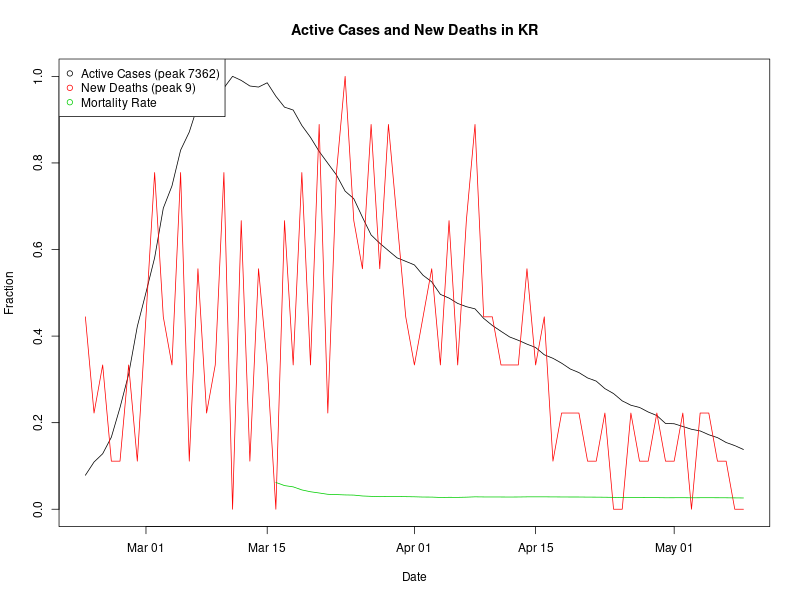 Active Cases and New Deaths in KR
Active Cases (peak 7362)
New Deaths (peak 9)
Mortality Rate
1.0
0.8
0.6
0.4
0.2
0.0
Fraction
Mar 01 Mar 15 Apr 01 Apr 15 May 01
Date